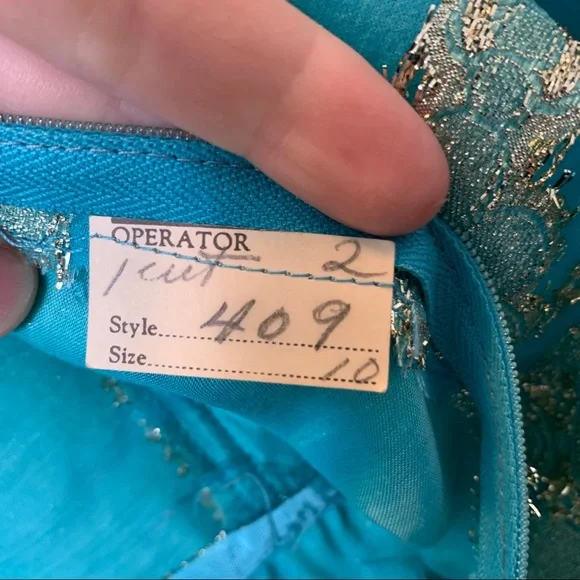 OPERATOR 2
1 cut
Style 409
Size 10